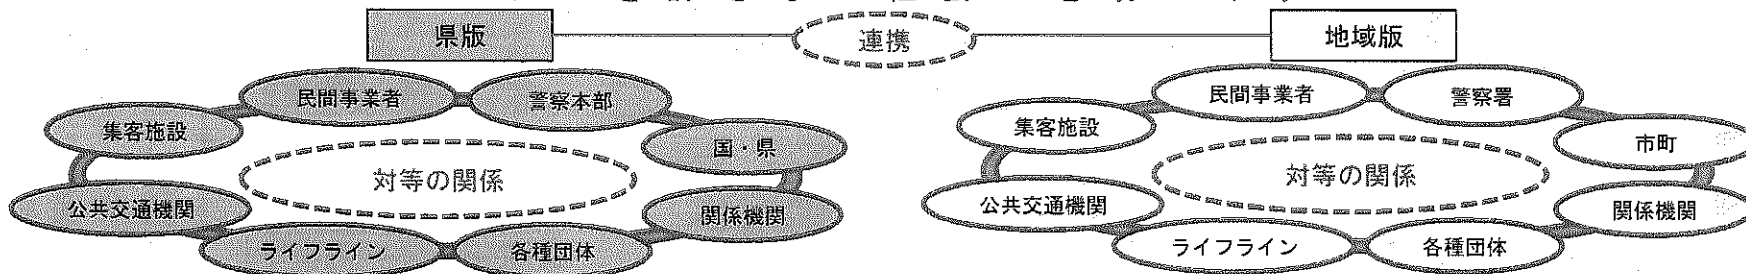 県版
連携
地域版
民間事業者
警察本部
集客施設
国・県
対等の関係
公共交通機関
関係機関
ライフライン
各種団体
民間事業者
警察署
集客施設
市町
対等の関係
公共交通機関
関係機関
ライフライン
各種団体